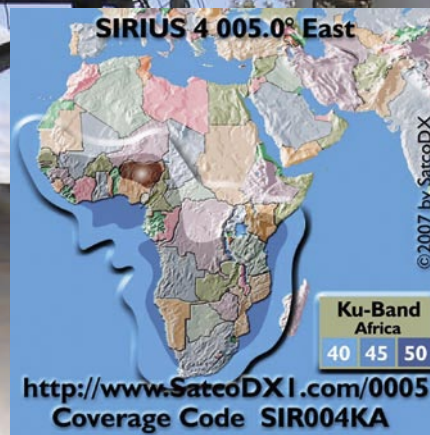 SIRIUS 4 005.0° East
©2007 by SatcoDX
Ku-Band
Africa
40 45 50
http://www.SatcoDX1.com/0005
Coverage Code SIR004KA